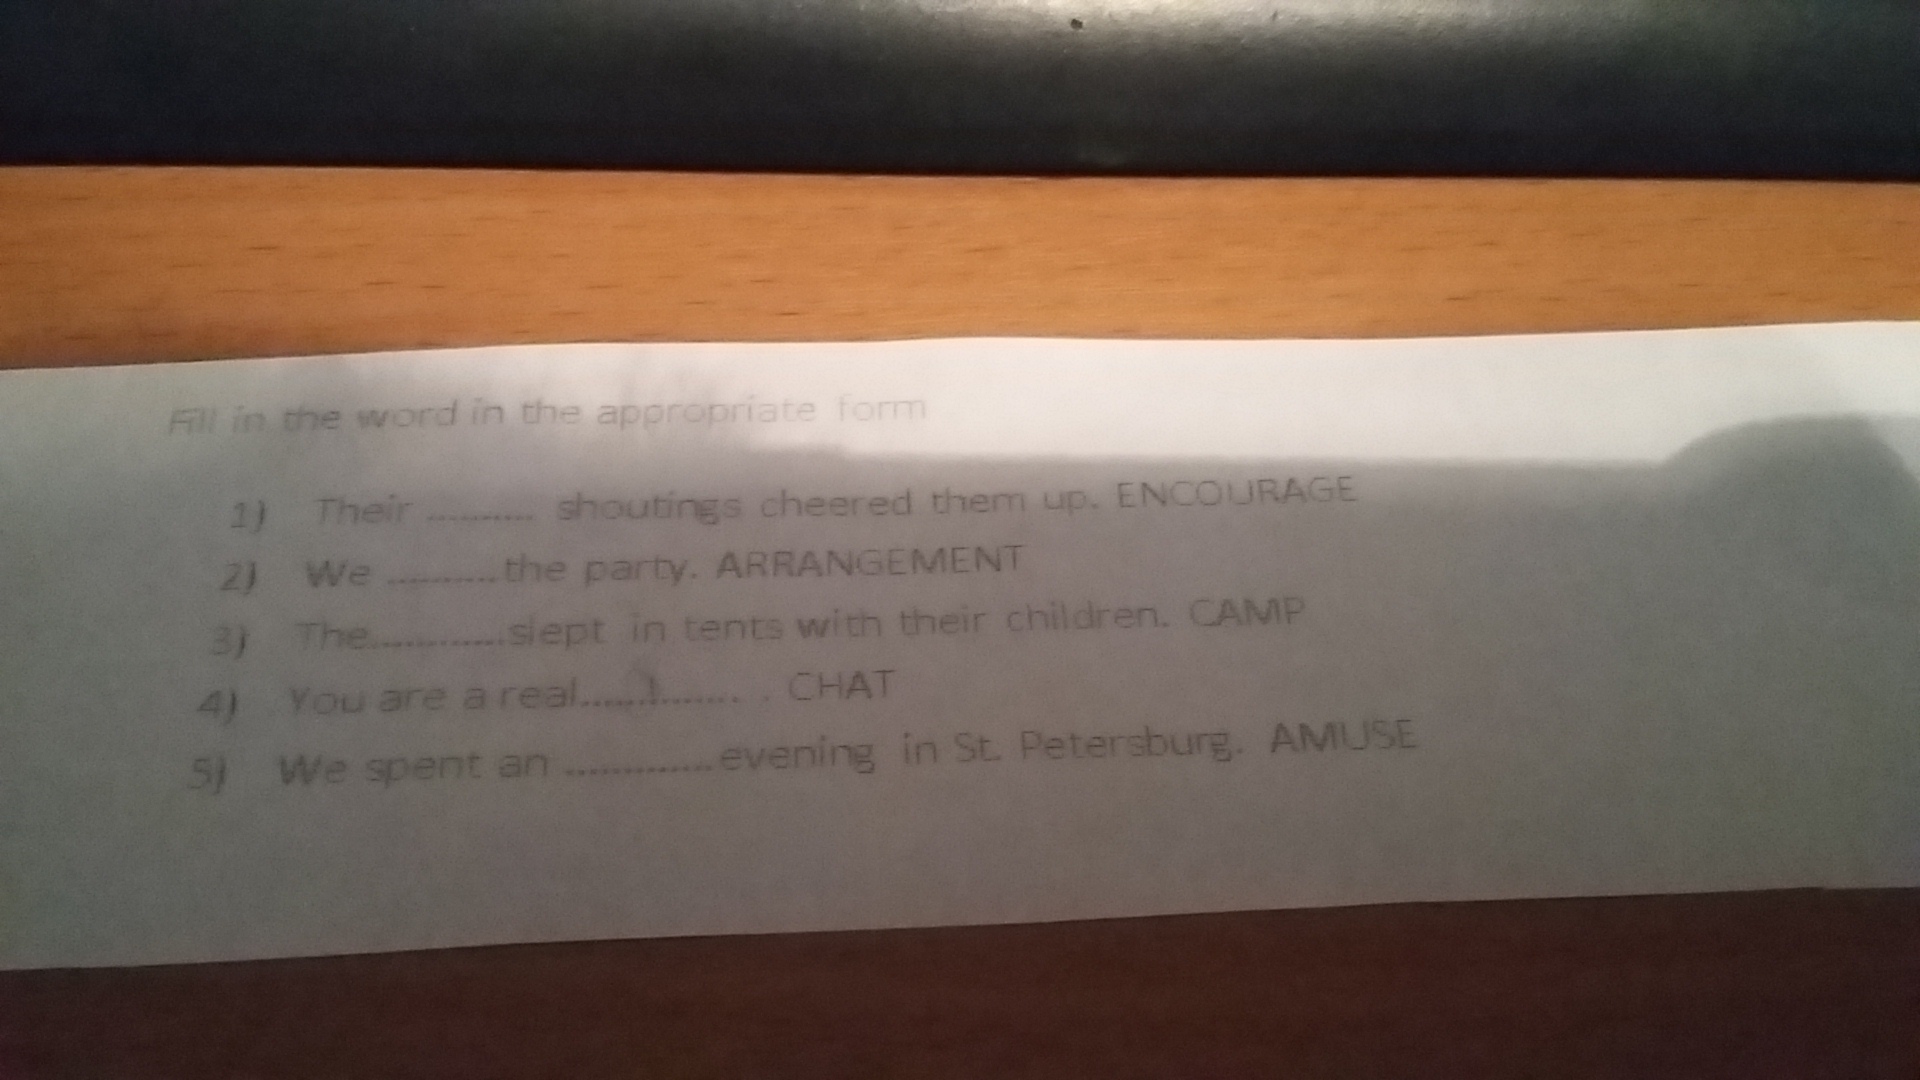 Fill in the word in the appropriate form
1) Their .......... shoutings cheered them up. ENCOURAGE
2) We ..........the party. ARRANGEMENT
3) The............slept in tents with their children. CAMP
4) You are a real............... . CHAT
5) We spent an .............evening in St. Petersburg. AMUSE